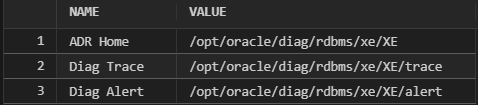 NAME VALUE
1 ADR Home /opt/oracle/diag/rdbms/xe/XE
2 Diag Trace /opt/oracle/diag/rdbms/xe/XE/trace
3 Diag Alert /opt/oracle/diag/rdbms/xe/XE/alert